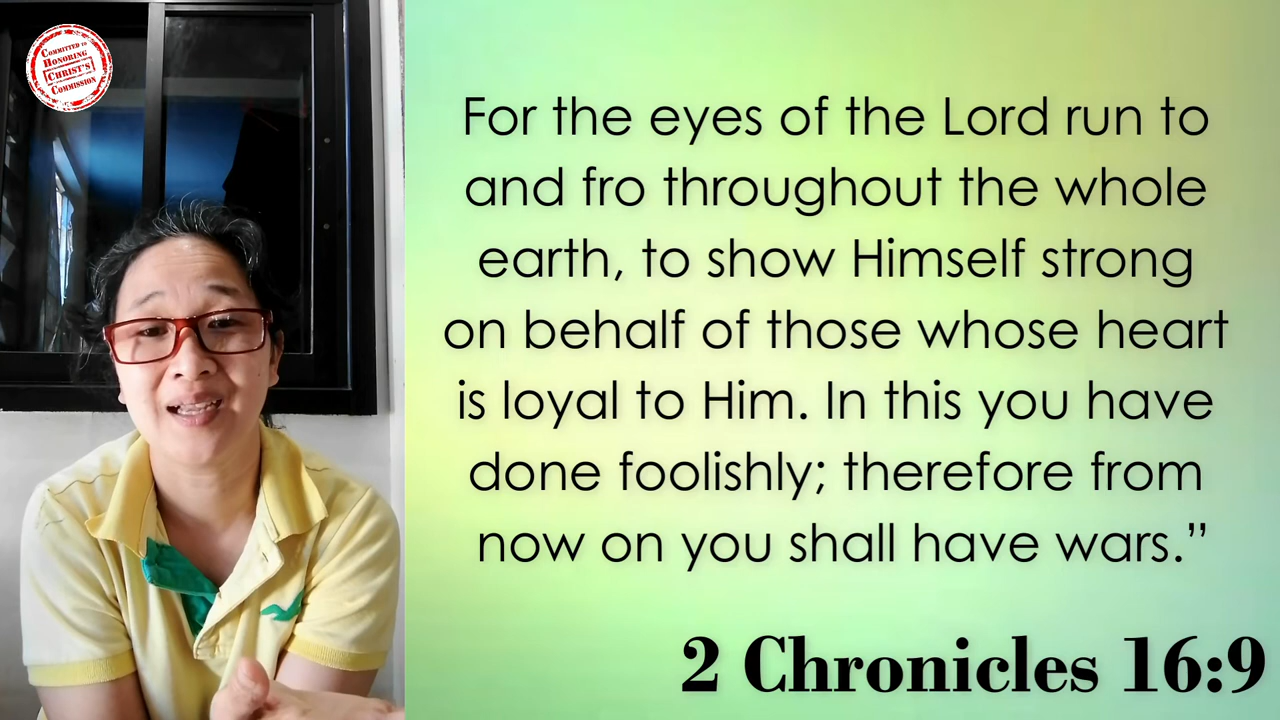 COMMITTED TO
HONORING
CHRIST'S
COMMISSION
For the eyes of the Lord run to
and fro throughout the whole
earth, to show Himself strong
on behalf of those whose heart
is loyal to Him. In this you have
done foolishly; therefore from
now on you shall have wars.”
2 Chronicles 16:9